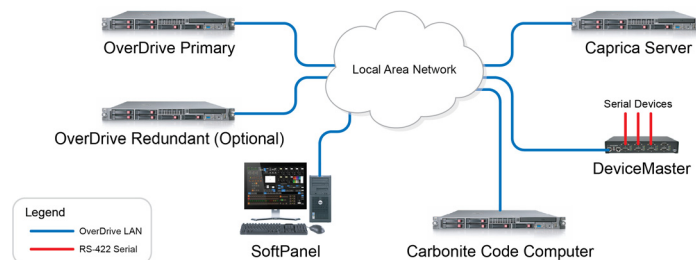 OverDrive Primary
Caprica Server
Local Area Network
Serial Devices
OverDrive Redundant (Optional)
DeviceMaster
Legend
OverDrive LAN
RS-422 Serial
SoftPanel
Carbonite Code Computer